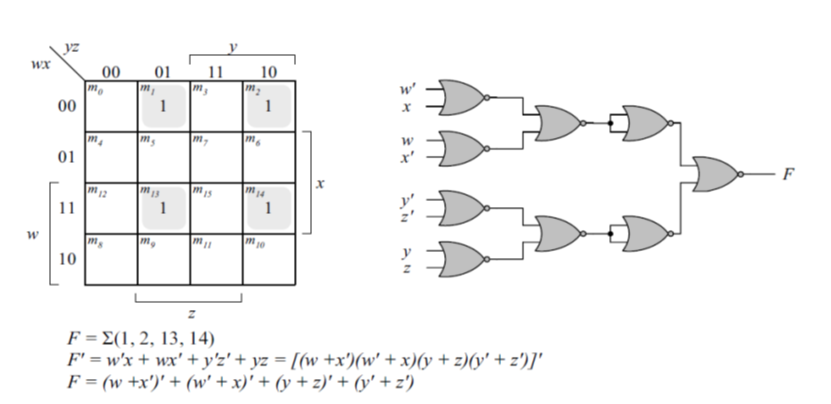 yz
y
wx
00 01 11 10
m0 m1 m3 m2
00 1 1
m4 m5 m7 m6
01
x
m12 m13 m15 m14
11 1 1
w
m8 m9 m11 m10
10
z
w'
x
w
x'
y'
z'
y
z
F
F = Σ(1, 2, 13, 14)
F' = w'x + wx' + y'z' + yz = [(w +x')(w' + x)(y + z)(y' + z')]'
F = (w +x')' + (w' + x)' + (y + z)' + (y' + z')